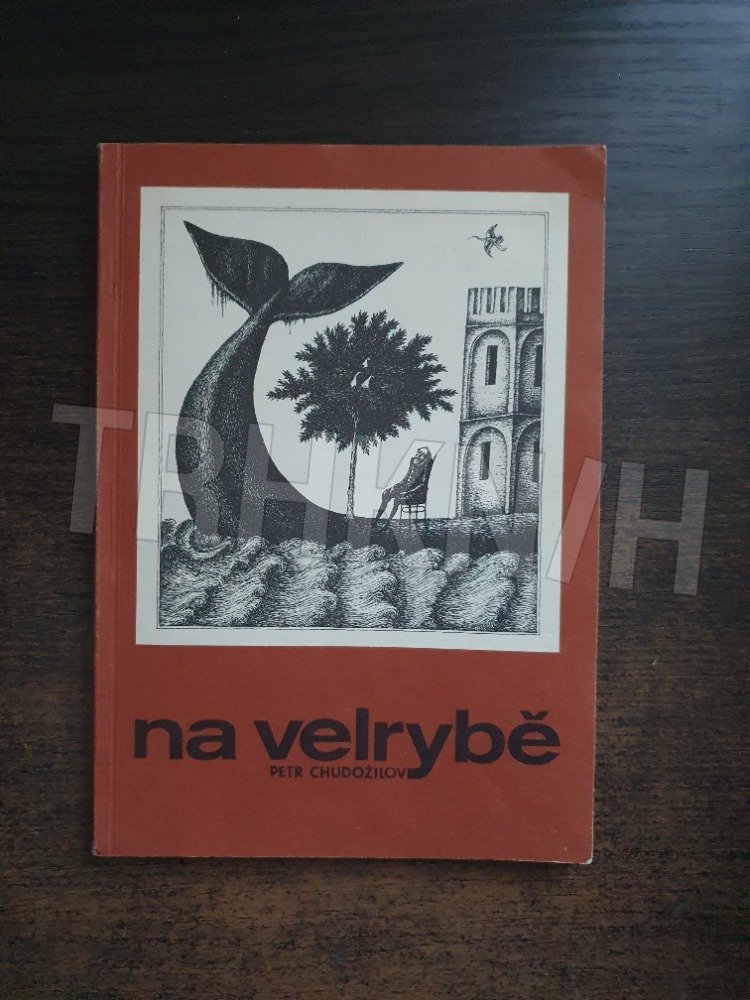 TRHKNIH
na velrybě
PETR CHUDOŽILOV